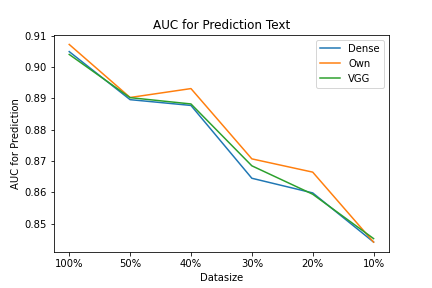 AUC for Prediction Text
0.91
0.90
0.89
0.88
0.87
0.86
0.85
AUC for Prediction
Dense
Own
VGG
100%
50%
40%
30%
20%
10%
Datasize